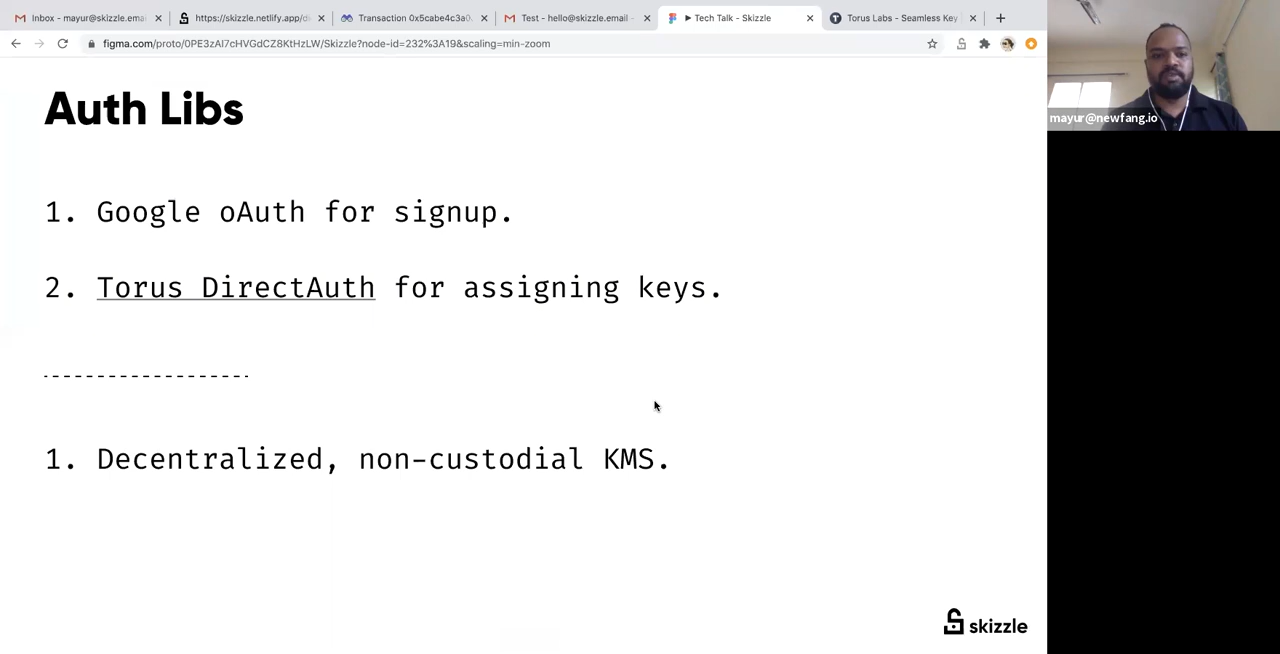 Inbox - mayur@skizzle.emai
https://skizzle.netlify.app/d
Transaction 0x5cabe4c3a0
Test - hello@skizzle.email -
Tech Talk - Skizzle
Torus Labs - Seamless Key
figma.com/proto/0PE3zAI7cHVGdCZ8KtHzLW/Skizzle?node-id=232%3A19&scaling=min-zoom
mayur@newfang.io
Auth Libs
1. Google oAuth for signup.
2. Torus DirectAuth for assigning keys.
-------------------
1. Decentralized, non-custodial KMS.
skizzle